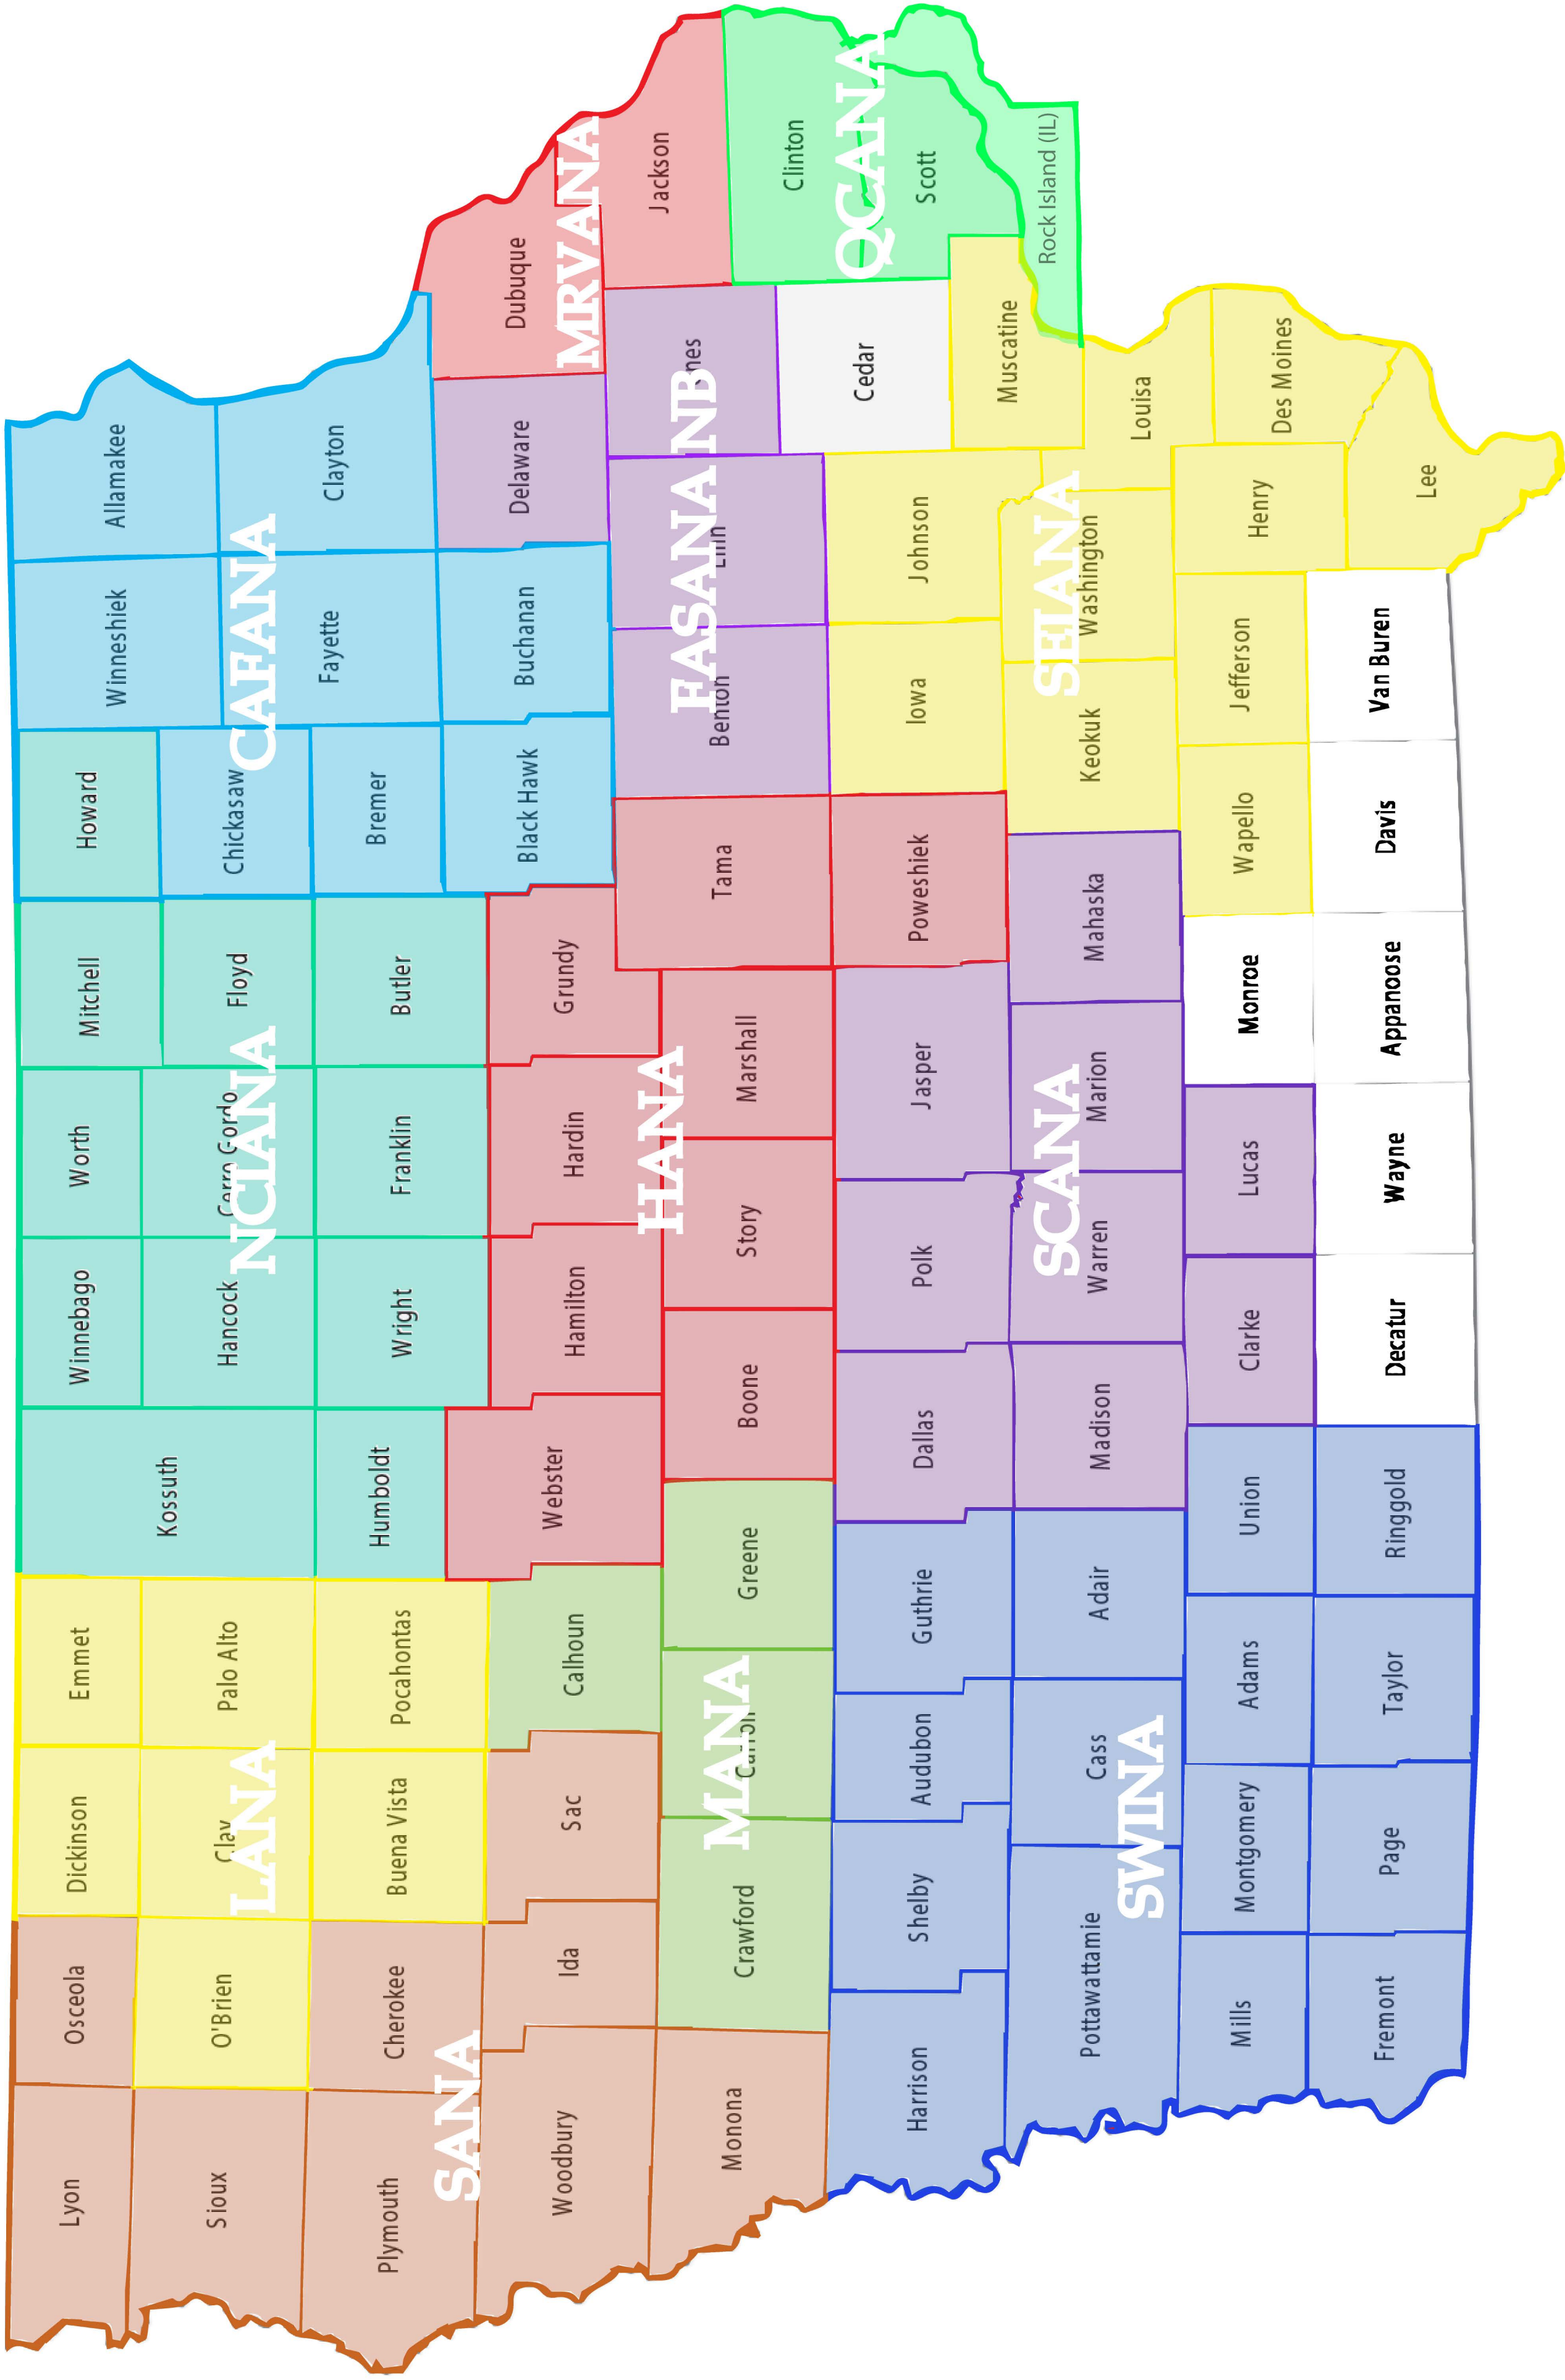 Lyon
Osceola
Dickinson
Emmet
Kossuth
Winnebago
Worth
Mitchell
Howard
Winneshiek
Allamakee
Sioux
O'Brien
Clay
Palo Alto
Hancock
Cerro Gordo
Floyd
Chickasaw
LANA
NCIANA
CAFANA
Fayette
Clayton
Plymouth
Cherokee
Buena Vista
Pocahontas
Humboldt
Wright
Franklin
Butler
Bremer
SANA
Woodbury
Ida
Sac
Calhoun
Webster
Hamilton
Hardin
Grundy
Black Hawk
Buchanan
Delaware
Dubuque
MRVANA
HANA
Monona
Crawford
MANA
Greene
Boone
Story
Marshall
Tama
Benton
EASANA NB
Jackson
Harrison
Shelby
Audubon
Guthrie
Dallas
Polk
Jasper
Poweshiek
Iowa
Johnson
Cedar
Clinton
QCANA
Scott
Rock Island (IL)
Muscatine
Pottawattamie
Cass
Adair
Madison
Warren
Marion
Mahaska
Keokuk
Washington
Louisa
SWINA
SCANA
SEIANA
Mills
Montgomery
Adams
Union
Clarke
Lucas
Monroe
Wapello
Jefferson
Henry
Des Moines
Fremont
Page
Taylor
Ringgold
Decatur
Wayne
Appanoose
Davis
Van Buren
Lee